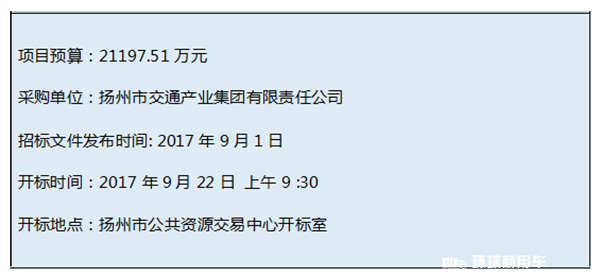 项目预算：21197.51 万元
采购单位：扬州市交通产业集团有限责任公司
招标文件发布时间: 2017 年 9 月 1 日
开标时间：2017 年 9 月 22 日 上午 9 :30
开标地点：扬州市公共资源交易中心开标室
环球商用车